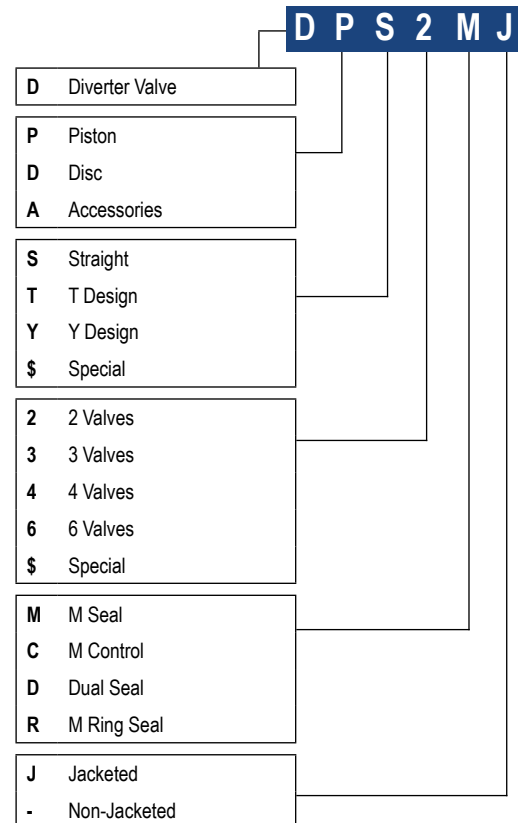 D P S 2 M J
D Diverter Valve
P Piston
D Disc
A Accessories
S Straight
T T Design
Y Y Design
$ Special
2 2 Valves
3 3 Valves
4 4 Valves
6 6 Valves
$ Special
M M Seal
C M Control
D Dual Seal
R M Ring Seal
J Jacketed
- Non-Jacketed